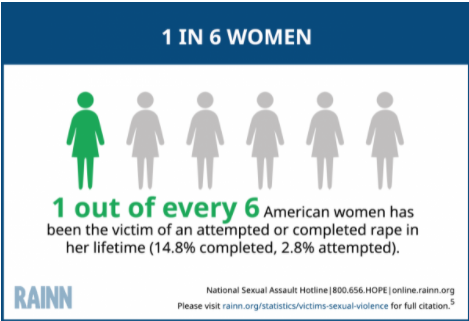 1 IN 6 WOMEN
1 out of every 6 American women has
been the victim of an attempted or completed rape in
her lifetime (14.8% completed, 2.8% attempted).
National Sexual Assault Hotline|800.656.HOPE|online.rainn.org
RAINN
Please visit rainn.org/statistics/victims-sexual-violence for full citation.5